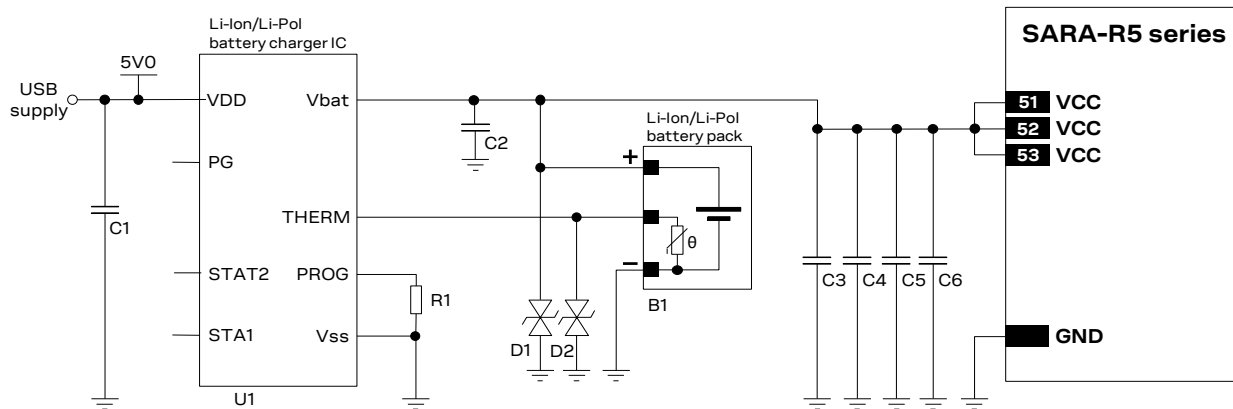 Li-Ion/Li-Pol
battery charger IC
SARA-R5 series
5V0
USB
supply
VDD
Vbat
51 VCC
52 VCC
53 VCC
Li-Ion/Li-Pol
battery pack
C2
PG
+
THERM
θ
C1
STAT2
PROG
–
C3
C4
C5
C6
R1
B1
STA1
Vss
D1
D2
GND
U1